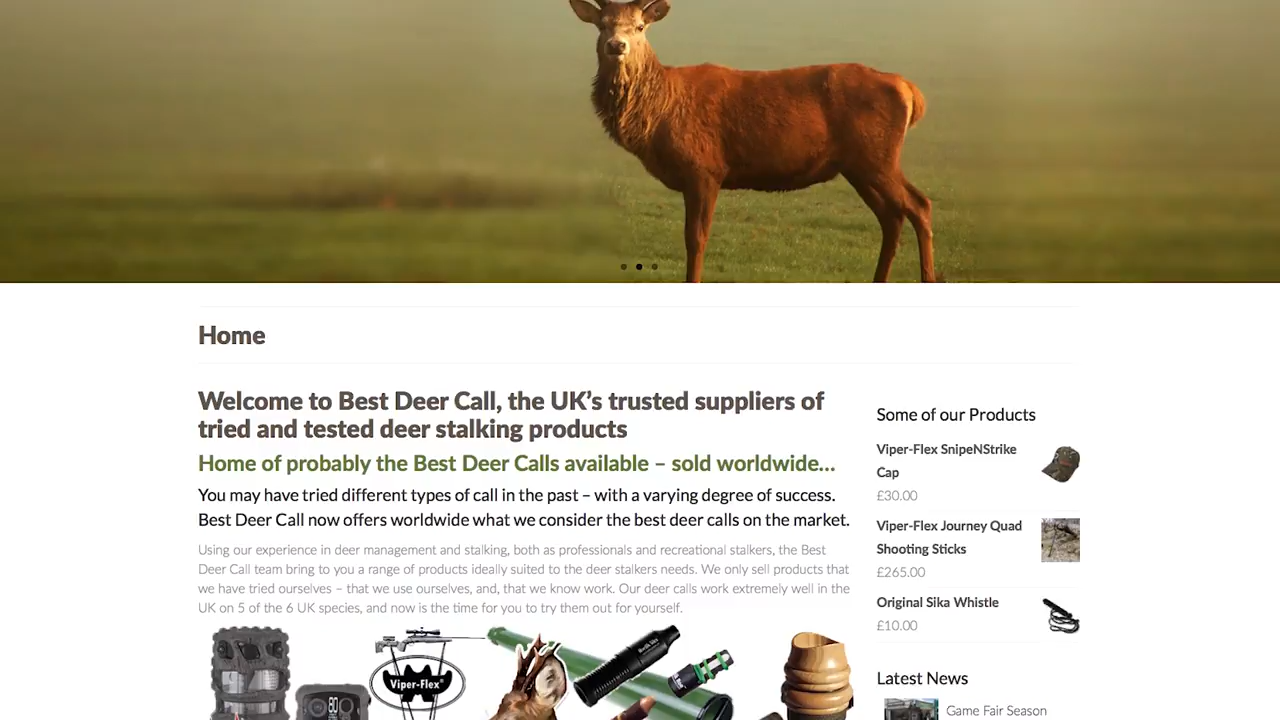 Home
Welcome to Best Deer Call, the UK’s trusted suppliers of
tried and tested deer stalking products
Home of probably the Best Deer Calls available – sold worldwide…
You may have tried different types of call in the past – with a varying degree of success.
Best Deer Call now offers worldwide what we consider the best deer calls on the market.
Using our experience in deer management and stalking, both as professionals and recreational stalkers, the Best
Deer Call team bring to you a range of products ideally suited to the deer stalkers needs. We only sell products that
we have tried ourselves – that we use ourselves, and, that we know work. Our deer calls work extremely well in the
UK on 5 of the 6 UK species, and now is the time for you to try them out for yourself.
Viper-Flex®
80
Some of our Products
Viper-Flex SnipeNStrike
Cap
£30.00
Viper-Flex Journey Quad
Shooting Sticks
£265.00
Original Sika Whistle
£10.00
Latest News
Game Fair Season